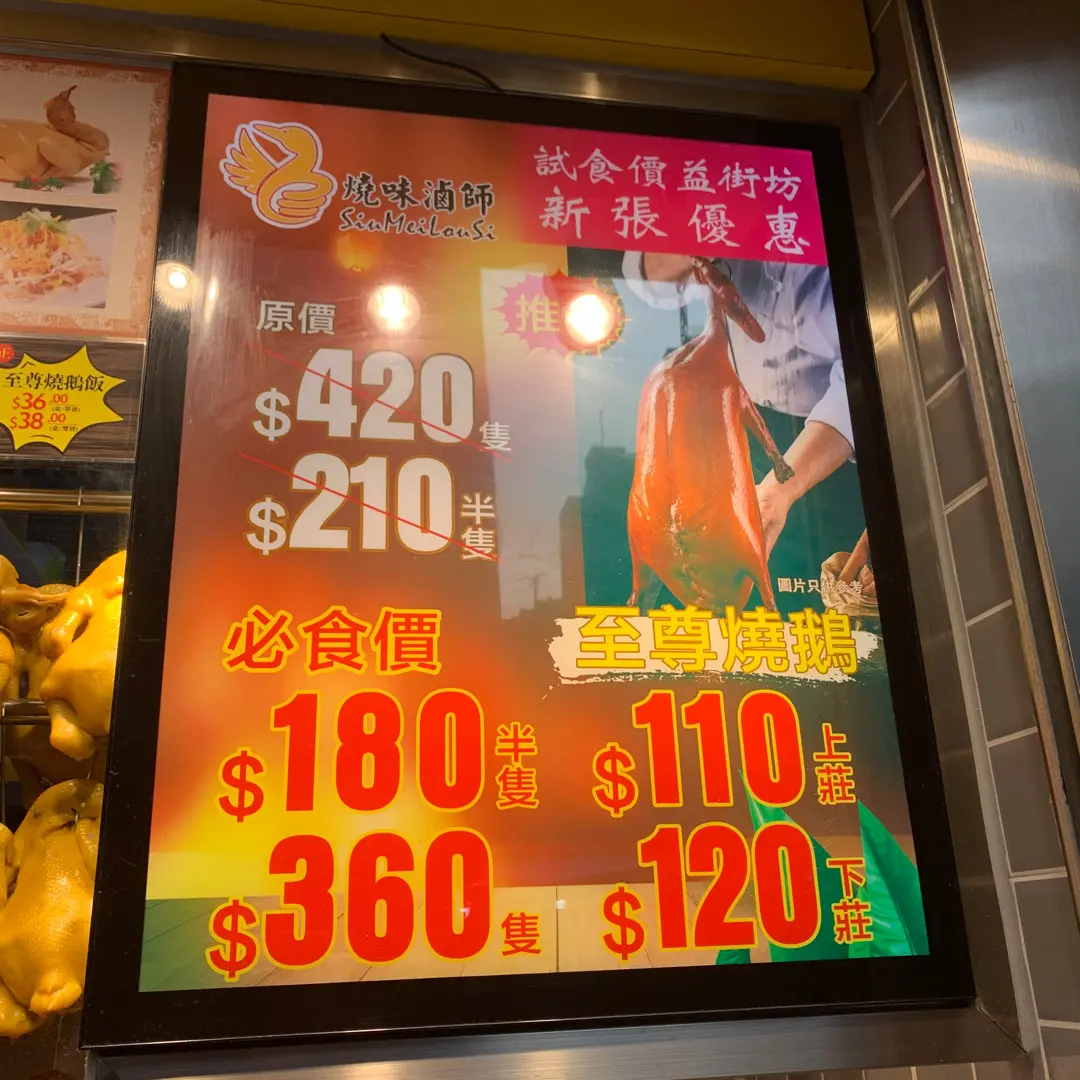 燒味滷師
SiuMeiLouSi
試食價益街坊
新張優惠
原價
$420隻
$210半隻
推
圖片只供參考
必食價
至尊燒鵝
$180半隻
$110上莊
$360隻
$120下莊
至尊燒鵝飯
$36.00
$38.00